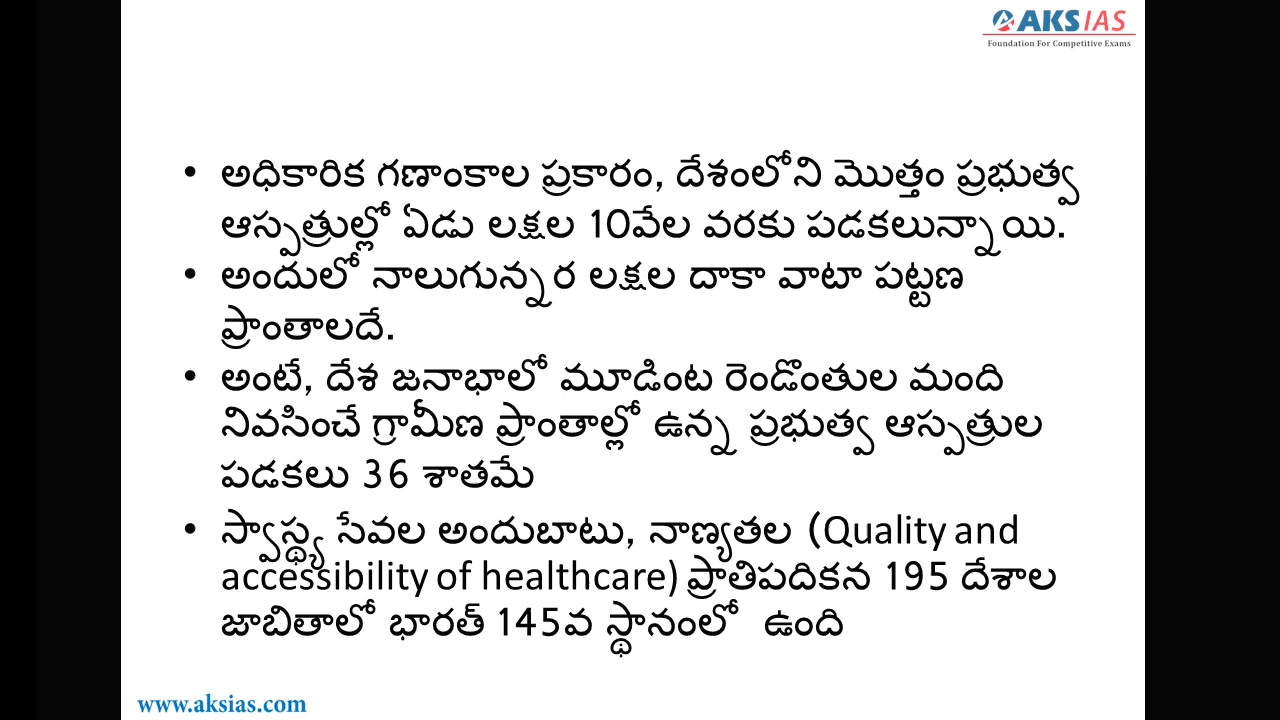 AKS IAS
Foundation For Competitive Exams
• అధికారిక గణాంకాల ప్రకారం, దేశంలోని మొత్తం ప్రభుత్వ
ఆస్పత్రుల్లో ఏడు లక్షల 10వేల వరకు పడకలున్నాయి.
• అందులో నాలుగున్నర లక్షల దాకా వాటా పట్టణ
ప్రాంతాలదే.
• అంటే, దేశ జనాభాలో మూడింట రెండొంతుల మంది
నివసించే గ్రామీణ ప్రాంతాల్లో ఉన్న ప్రభుత్వ ఆస్పత్రుల
పడకలు 36 శాతమే
• స్వాస్థ్య సేవల అందుబాటు, నాణ్యతల (Quality and
accessibility of healthcare) ప్రాతిపదికన 195 దేశాల
జాబితాలో భారత్ 145వ స్థానంలో ఉంది
www.aksias.com